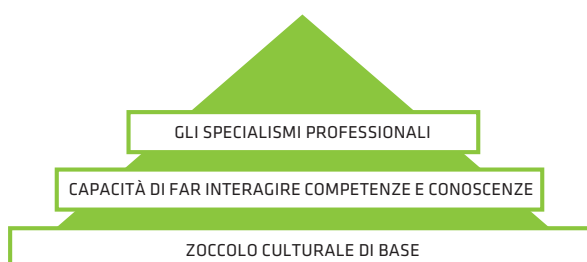 GLI SPECIALISMI PROFESSIONALI
CAPACITÀ DI FAR INTERAGIRE COMPETENZE E CONOSCENZE
ZOCCOLO CULTURALE DI BASE